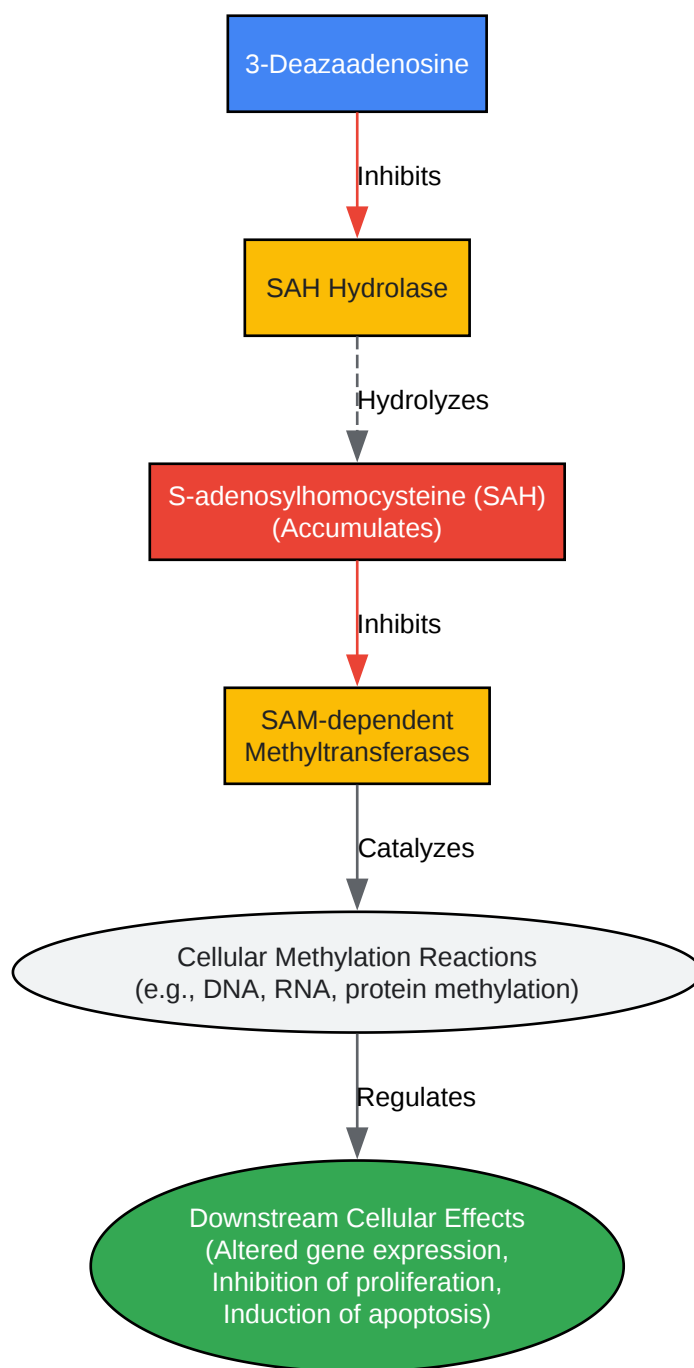 3-Deazaadenosine
Inhibits
SAH Hydrolase
Hydrolyzes
S-adenosylhomocysteine (SAH)
(Accumulates)
Inhibits
SAM-dependent
Methyltransferases
Catalyzes
Cellular Methylation Reactions
(e.g., DNA, RNA, protein methylation)
Regulates
Downstream Cellular Effects
(Altered gene expression,
Inhibition of proliferation,
Induction of apoptosis)